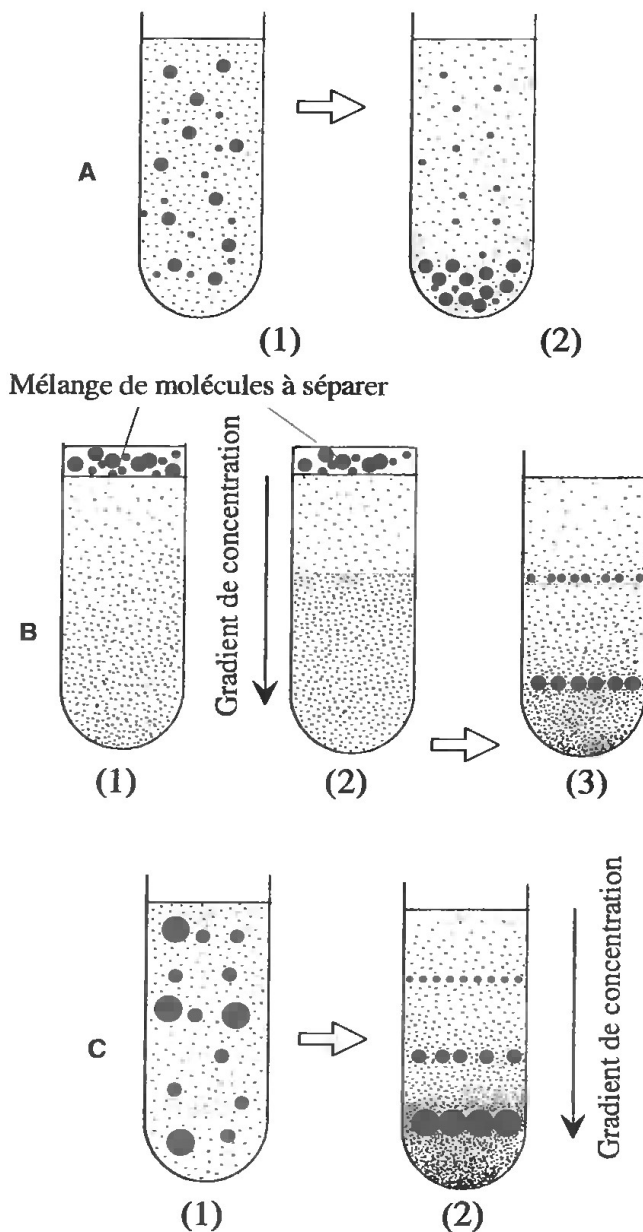 A
(1)
(2)
Mélange de molécules à séparer
Gradient de concentration
B
(1)
(2)
(3)
C
Gradient de concentration
(1)
(2)